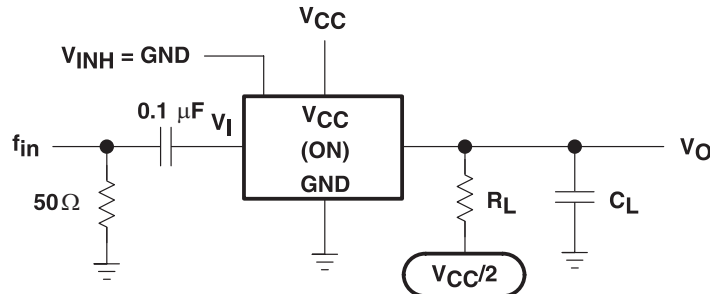 VCC
VINH = GND
0.1 μF
VI
VCC
(ON)
GND
fin
50Ω
RL
CL
VO
VCC/2